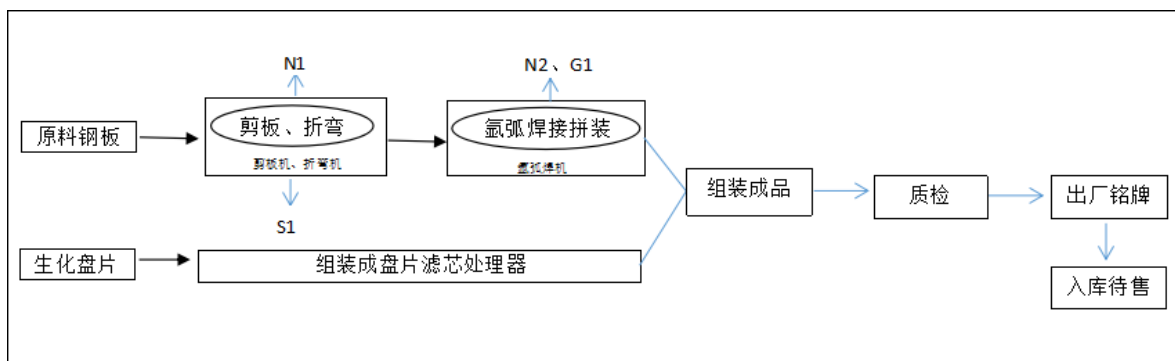 N1
N2、G1
原料钢板
剪板、折弯
剪板机、折弯机
氩弧焊接拼装
氩弧焊机
S1
生化盘片
组装成盘片滤芯处理器
组装成品
质检
出厂铭牌
入库待售